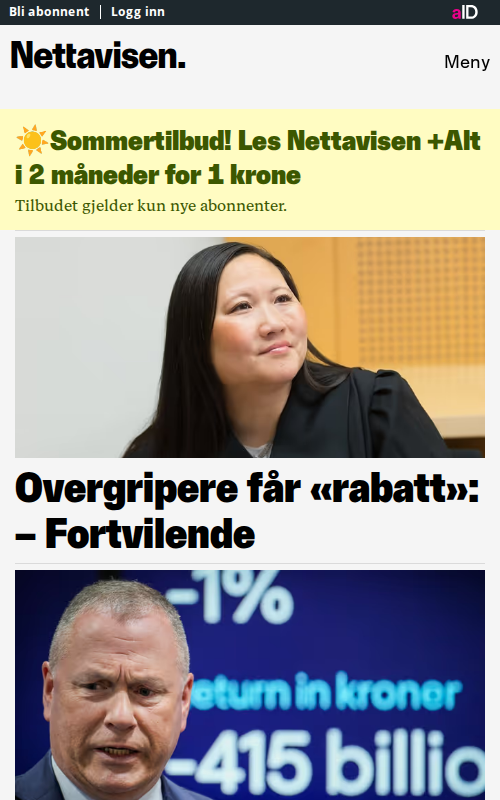 Bli abonnent
Logg inn
aID
Nettavisen.
Meny
☀️Sommertilbud! Les Nettavisen +Alt
i 2 måneder for 1 krone
Tilbudet gjelder kun nye abonnenter.
Overgripere får «rabatt»:
– Fortvilende
-1%
eturn in kroner
-415 billio